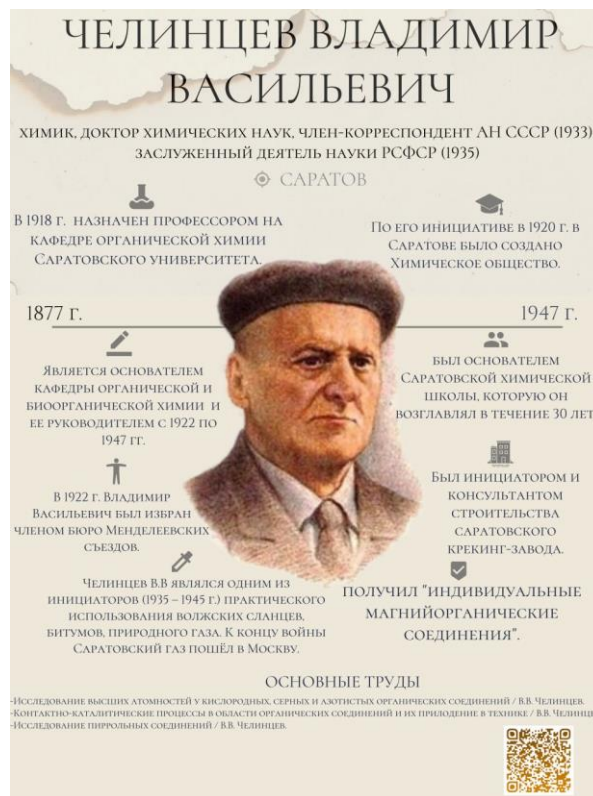 ЧЕЛИНЦЕВ ВЛАДИМИР
ВАСИЛЬЕВИЧ
ХИМИК, ДОКТОР ХИМИЧЕСКИХ НАУК, ЧЛЕН-КОРРЕСПОНДЕНТ АН СССР (1933)
ЗАСЛУЖЕННЫЙ ДЕЯТЕЛЬ НАУКИ РСФСР (1935)
САРАТОВ
В 1918 Г. НАЗНАЧЕН ПРОФЕССОРОМ НА
КАФЕДРЕ ОРГАНИЧЕСКОЙ ХИМИИ
САРАТОВСКОГО УНИВЕРСИТЕТА.
ПО ЕГО ИНИЦИАТИВЕ В 1920 Г. В
САРАТОВЕ БЫЛО СОЗДАНО
ХИМИЧЕСКОЕ ОБЩЕСТВО.
1877 Г.
1947 Г.
ЯВЛЯЕТСЯ ОСНОВАТЕЛЕМ
КАФЕДРЫ ОРГАНИЧЕСКОЙ И
БИООРГАНИЧЕСКОЙ ХИМИИ И
ЕЕ РУКОВОДИТЕЛЕМ С 1922 ПО
1947 ГГ.
БЫЛ ОСНОВАТЕЛЕМ
САРАТОВСКОЙ ХИМИЧЕСКОЙ
ШКОЛЫ, КОТОРУЮ ОН
ВОЗГЛАВЛЯЛ В ТЕЧЕНИЕ 30 ЛЕТ
В 1922 Г. ВЛАДИМИР
ВАСИЛЬЕВИЧ БЫЛ ИЗБРАН
ЧЛЕНОМ БЮРО МЕНДЕЛЕЕВСКИХ
СЪЕЗДОВ.
БЫЛ ИНИЦИАТОРОМ И
КОНСУЛЬТАНТОМ
СТРОИТЕЛЬСТВА
САРАТОВСКОГО
КРЕКИНГ-ЗАВОДА.
ЧЕЛИНЦЕВ В.В ЯВЛЯЛСЯ ОДНИМ ИЗ
ИНИЦИАТОРОВ (1935 – 1945 Г.) ПРАКТИЧЕСКОГО
ИСПОЛЬЗОВАНИЯ ВОЛЖСКИХ СЛАНЦЕВ,
БИТУМОВ, ПРИРОДНОГО ГАЗА. К КОНЦУ ВОЙНЫ
САРАТОВСКИЙ ГАЗ ПОШЁЛ В МОСКВУ.
ПОЛУЧИЛ "ИНДИВИДУАЛЬНЫЕ
МАГНИЙОРГАНИЧЕСКИЕ
СОЕДИНЕНИЯ".
ОСНОВНЫЕ ТРУДЫ
-ИССЛЕДОВАНИЕ ВЫСШИХ АТОМНОСТЕЙ У КИСЛОРОДНЫХ, СЕРНЫХ И АЗОТИСТЫХ ОРГАНИЧЕСКИХ СОЕДИНЕНИЙ / В.В. ЧЕЛИНЦЕВ.
-КОНТАКТНО-КАТАЛИТИЧЕСКИЕ ПРОЦЕССЫ В ОБЛАСТИ ОРГАНИЧЕСКИХ СОЕДИНЕНИЙ И ИХ ПРИЛОДЕНИЕ В ТЕХНИКЕ / В.В. ЧЕЛИНЦЕ
-ИССЛЕДОВАНИЕ ПИРРОЛЬНЫХ СОЕДИНЕНИЙ / В.В. ЧЕЛИНЦЕВ.